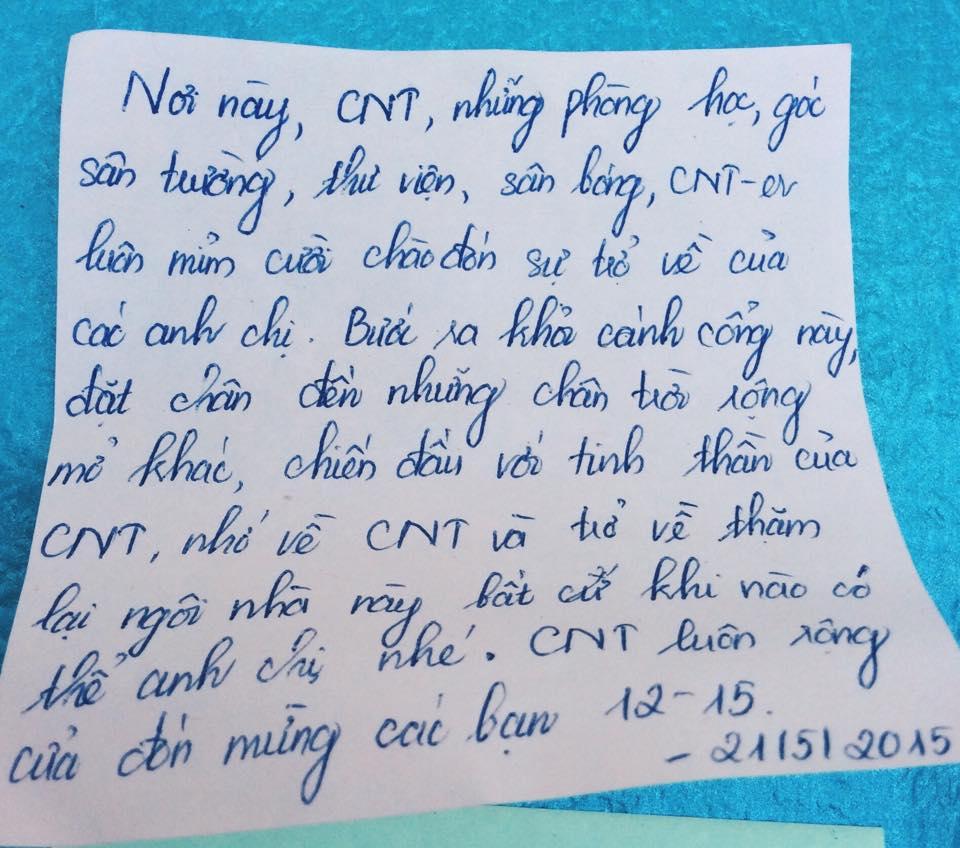 Nơi này, CNT, những phòng học, góc
sân trường, thư viện, sân bóng, CNT-er
luôn mỉm cười chào đón sự trở về của
các anh chị. Bước ra khỏi cánh cổng này,
đặt chân đến những chân trời rộng
mở khác, chiến đấu với tinh thần của
CNT, nhớ về CNT và trở về thăm
lại ngôi nhà này bất cứ khi nào có
thể anh chị nhé. CNT luôn rộng
cửa đón mừng các bạn 12-15.
- 21151 2015